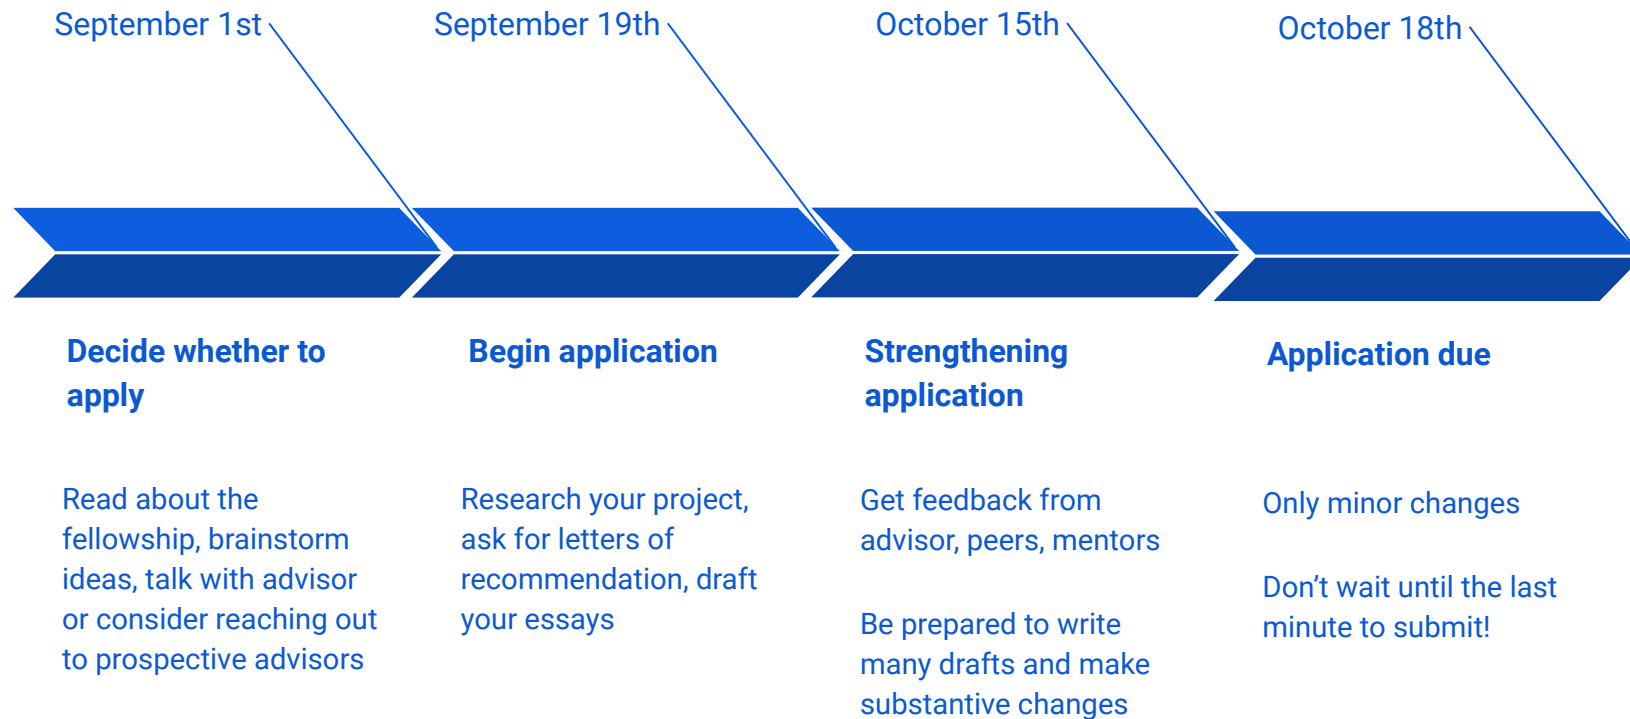 September 1st
September 19th
October 15th
October 18th
Decide whether to
apply
Begin application
Strengthening
application
Application due
Read about the
fellowship, brainstorm
ideas, talk with advisor
or consider reaching out
to prospective advisors
Research your project,
ask for letters of
recommendation, draft
your essays
Get feedback from
advisor, peers, mentors
Be prepared to write
many drafts and make
substantive changes
Only minor changes
Don’t wait until the last
minute to submit!